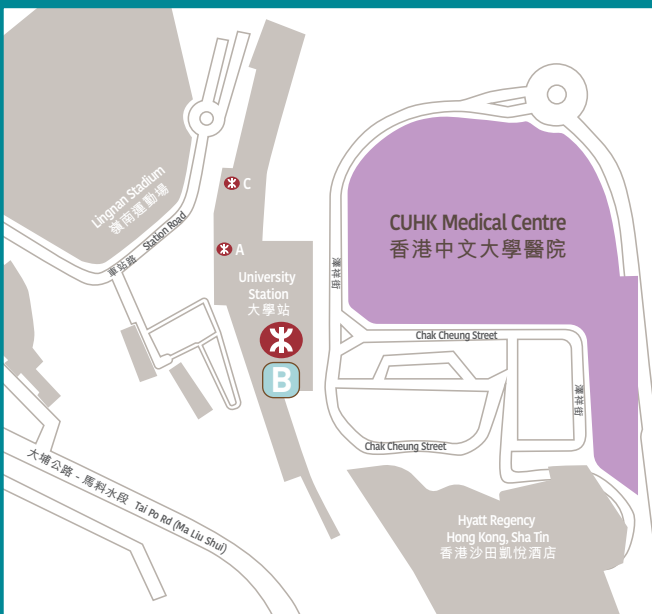 Lingnan Stadium
嶺南運動場
C
車站路 Station Road
A
University
Station
大學站
B
CUHK Medical Centre
香港中文大學醫院
澤祥街
Chak Cheung Street
澤祥街
Chak Cheung Street
大埔公路 - 馬料水段 Tai Po Rd (Ma Liu Shui)
Hyatt Regency
Hong Kong, Sha Tin
香港沙田凱悅酒店